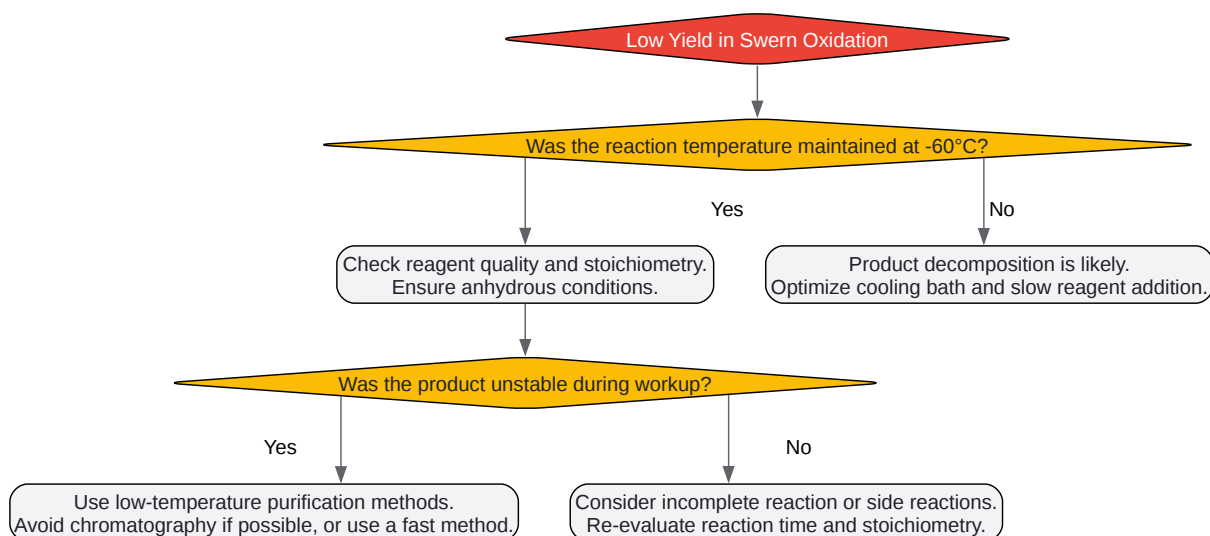 Low Yield in Swern Oxidation
Was the reaction temperature maintained at -60°C?
Yes
No
Check reagent quality and stoichiometry.
Ensure anhydrous conditions.
Product decomposition is likely.
Optimize cooling bath and slow reagent addition.
Was the product unstable during workup?
Yes
No
Use low-temperature purification methods.
Avoid chromatography if possible, or use a fast method.
Consider incomplete reaction or side reactions.
Re-evaluate reaction time and stoichiometry.